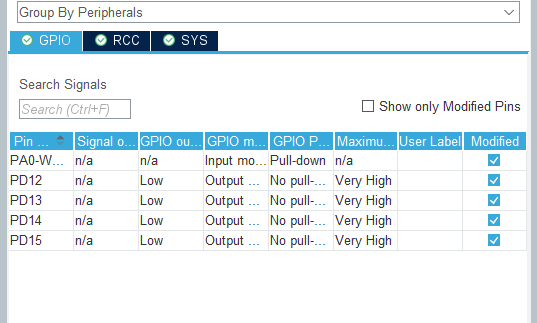 Group By Peripherals
GPIO RCC SYS
Search Signals
Search (Ctrl+F)
Show only Modified Pins
Pin ... Signal o... GPIO ou... GPIO m... GPIO P... Maximu... User Label Modified
PA0-W... n/a n/a Input mo... Pull-down n/a
PD12 n/a Low Output ... No pull-... Very High
PD13 n/a Low Output ... No pull-... Very High
PD14 n/a Low Output ... No pull-... Very High
PD15 n/a Low Output ... No pull-... Very High